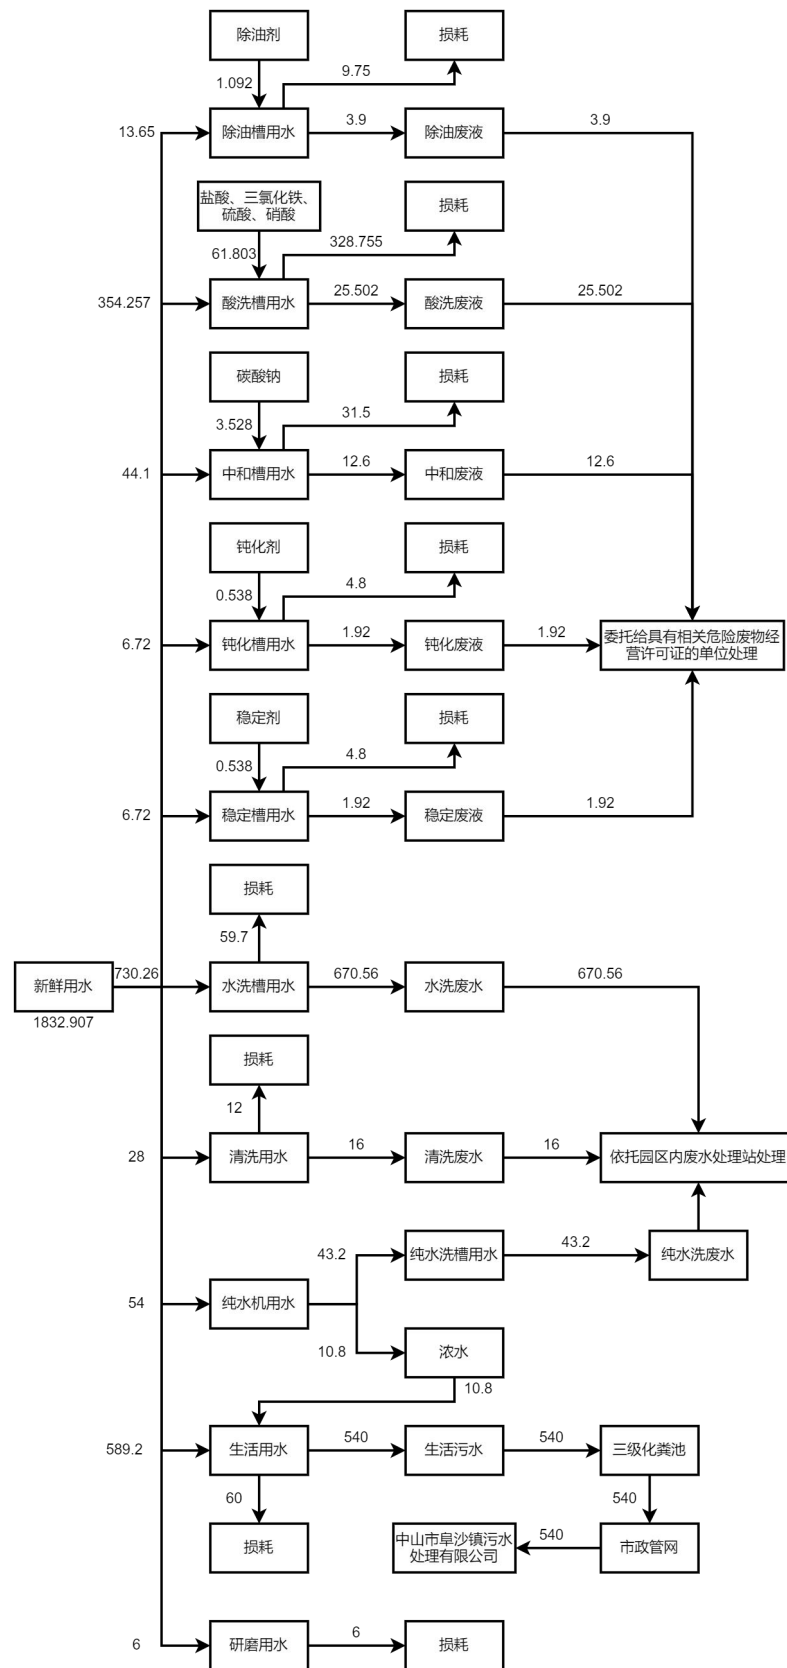 除油剂
损耗
1.092
9.75
13.65
除油槽用水
3.9
除油废液
3.9
盐酸、三氯化铁、
硫酸、硝酸
损耗
61.803
328.755
354.257
酸洗槽用水
25.502
酸洗废液
25.502
碳酸钠
损耗
3.528
31.5
44.1
中和槽用水
12.6
中和废液
12.6
钝化剂
损耗
0.538
4.8
6.72
钝化槽用水
1.92
钝化废液
1.92
委托给具有相关危险废物经
营许可证的单位处理
稳定剂
损耗
0.538
4.8
6.72
稳定槽用水
1.92
稳定废液
1.92
损耗
59.7
新鲜用水
1832.907
730.26
水洗槽用水
670.56
水洗废水
670.56
损耗
12
28
清洗用水
16
清洗废水
16
依托园区内废水处理站处理
43.2
纯水洗槽用水
43.2
纯水洗废水
54
纯水机用水
10.8
浓水
10.8
589.2
生活用水
540
生活污水
540
三级化粪池
60
540
损耗
中山市阜沙镇污水
处理有限公司
540
市政管网
6
研磨用水
6
损耗